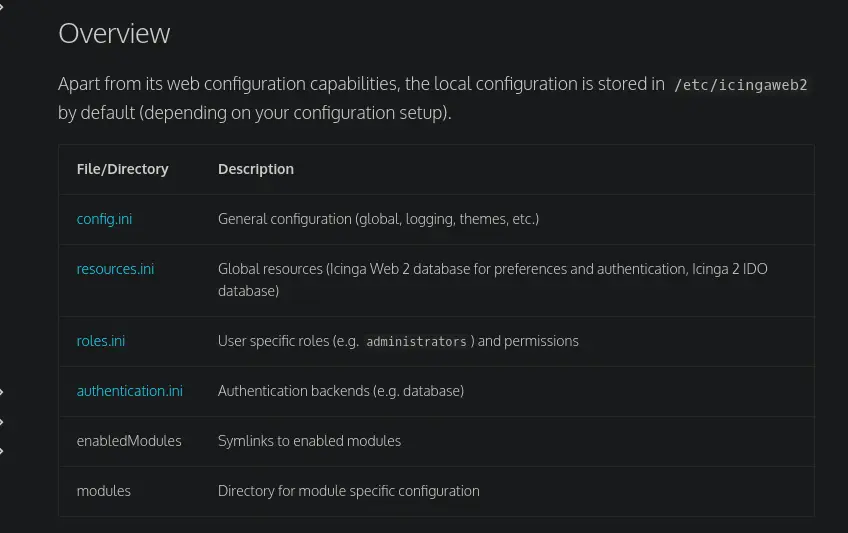 Overview
Apart from its web configuration capabilities, the local configuration is stored in /etc/icingaweb2
by default (depending on your configuration setup).
File/Directory Description
config.ini General configuration (global, logging, themes, etc.)
resources.ini Global resources (Icinga Web 2 database for preferences and authentication, Icinga 2 IDO
database)
roles.ini User specific roles (e.g. administrators ) and permissions
authentication.ini Authentication backends (e.g. database)
enabledModules Symlinks to enabled modules
modules Directory for module specific configuration